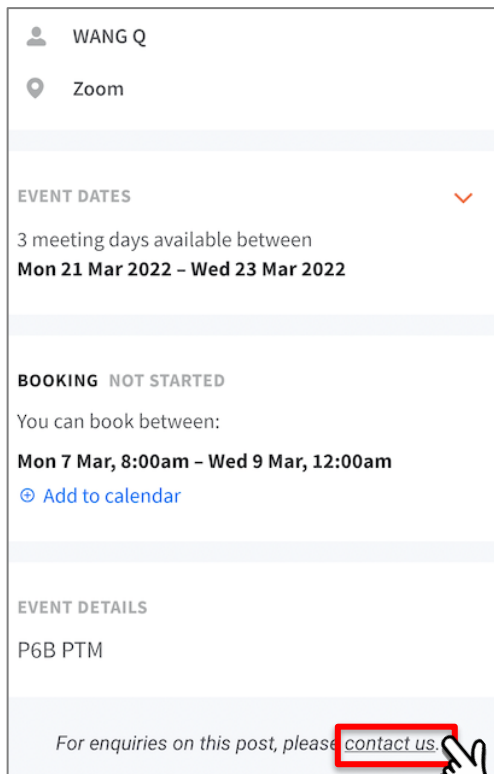 WANG Q
Zoom
EVENT DATES
3 meeting days available between
Mon 21 Mar 2022 – Wed 23 Mar 2022
BOOKING NOT STARTED
You can book between:
Mon 7 Mar, 8:00am – Wed 9 Mar, 12:00am
Add to calendar
EVENT DETAILS
P6B PTM
For enquiries on this post, please contact us.